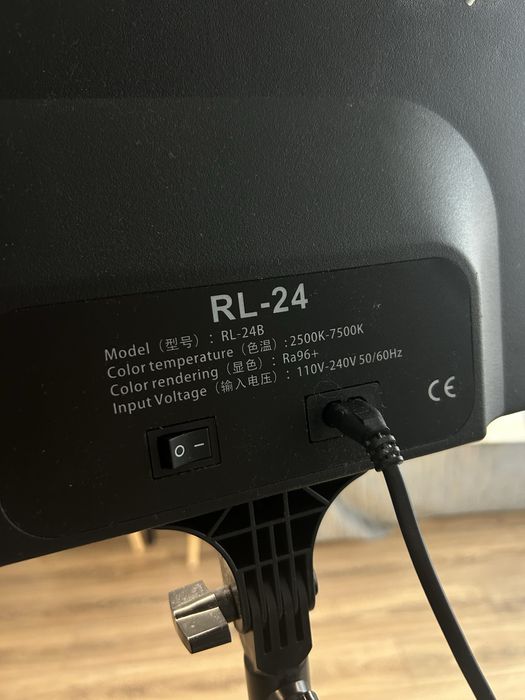 RL-24
Model（型号）: RL-24B
Color temperature（色温）:2500K-7500K
Color rendering（显色）: Ra96+
Input Voltage（输入电压）: 110V-240V 50/60Hz
CE